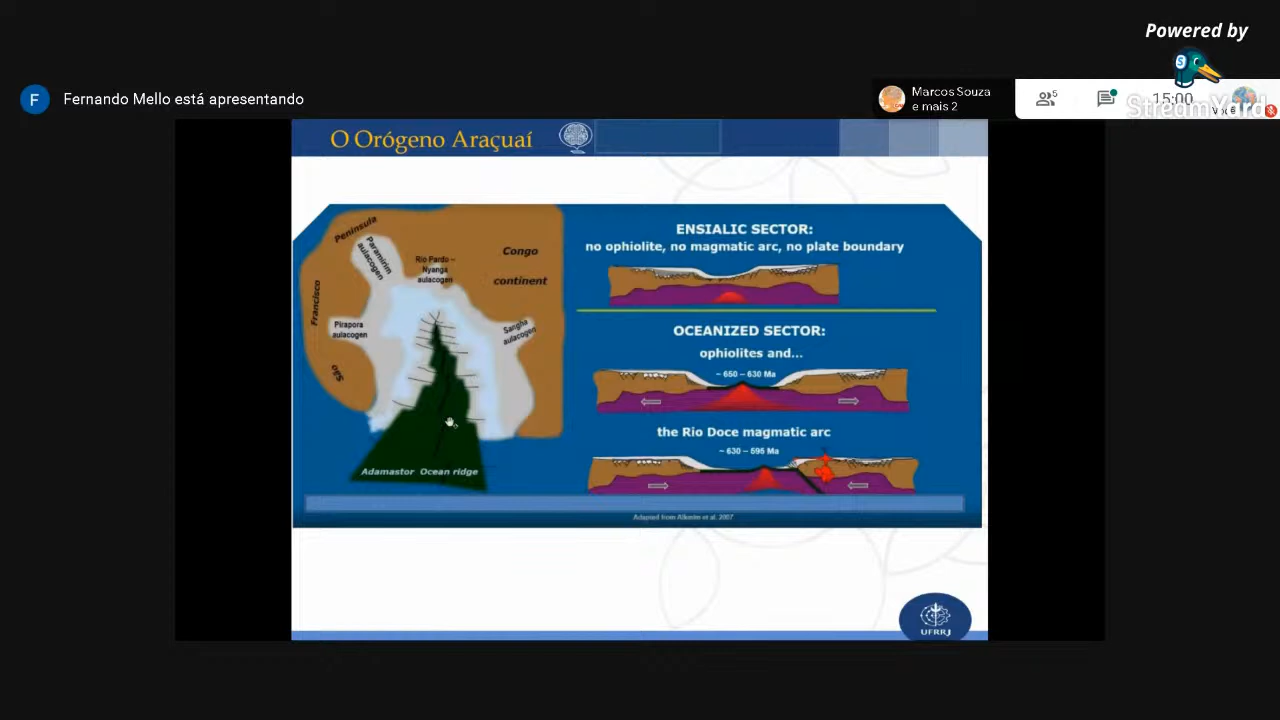 Powered by
StreamYard
F
Fernando Mello está apresentando
Marcos Souza
e mais 2
5
15:00
Você
O Orógeno Araçuaí
Peninsula
Paramirim
aulacogen
Rio Pardo –
Nyanga
aulacogen
Congo
continent
Francisco
Pirapora
aulacogen
Sangha
aulacogen
São
Adamastor Ocean ridge
ENSIALIC SECTOR:
no ophiolite, no magmatic arc, no plate boundary
OCEANIZED SECTOR:
ophiolites and...
~ 650 – 630 Ma
the Rio Doce magmatic arc
~ 630 – 595 Ma
Adapted from Alkmim et al. 2007
UFRRJ